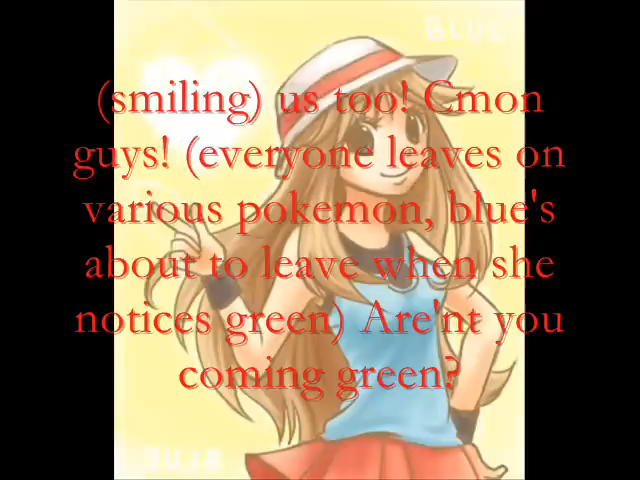 BLUE
(smiling) us too! Cmon
guys! (everyone leaves on
various pokemon, blue's
about to leave when she
notices green) Are'nt you
coming green?